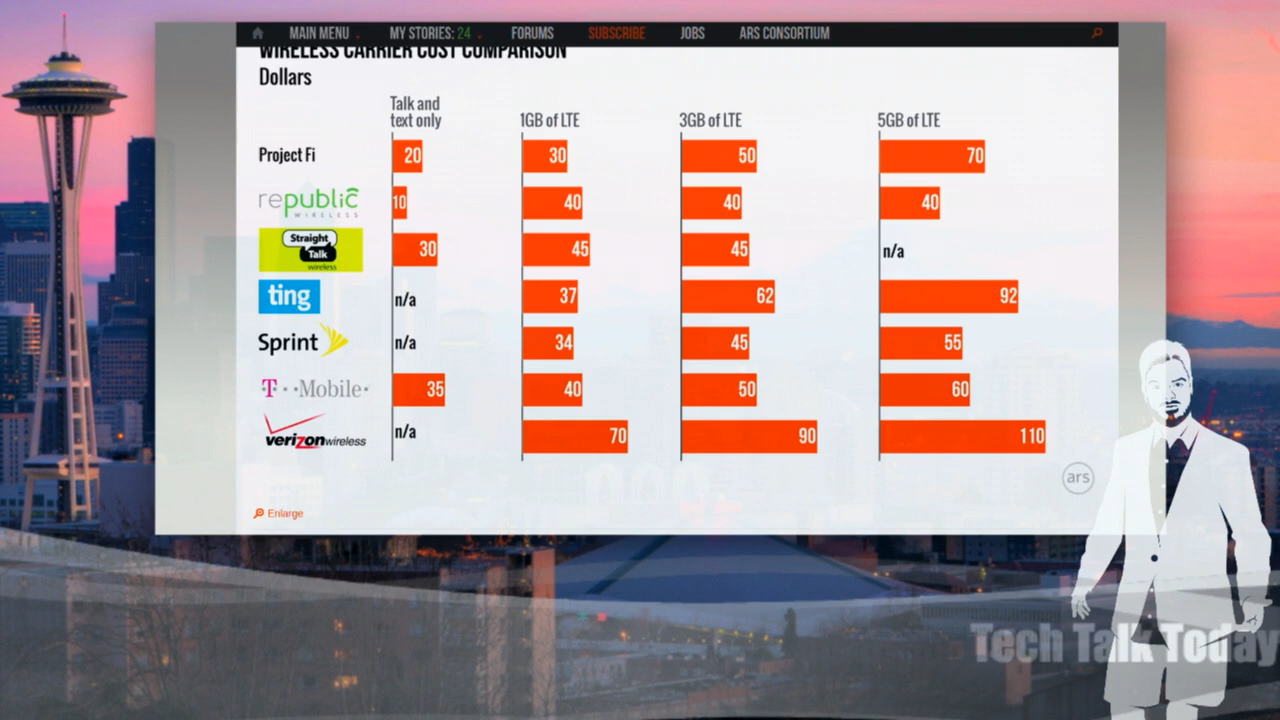 MAIN MENU MY STORIES: 24 FORUMS SUBSCRIBE JOBS ARS CONSORTIUM
WIRELESS CARRIER COST COMPARISON
Dollars
Talk and text only 1GB of LTE 3GB of LTE 5GB of LTE
Project Fi 20 30 50 70
republic WIRELESS 10 40 40 40
Straight Talk wireless 30 45 45 n/a
ting n/a 37 62 92
Sprint n/a 34 45 55
T··Mobile· 35 40 50 60
verizonwireless n/a 70 90 110
ars
Enlarge
Tech Talk Today